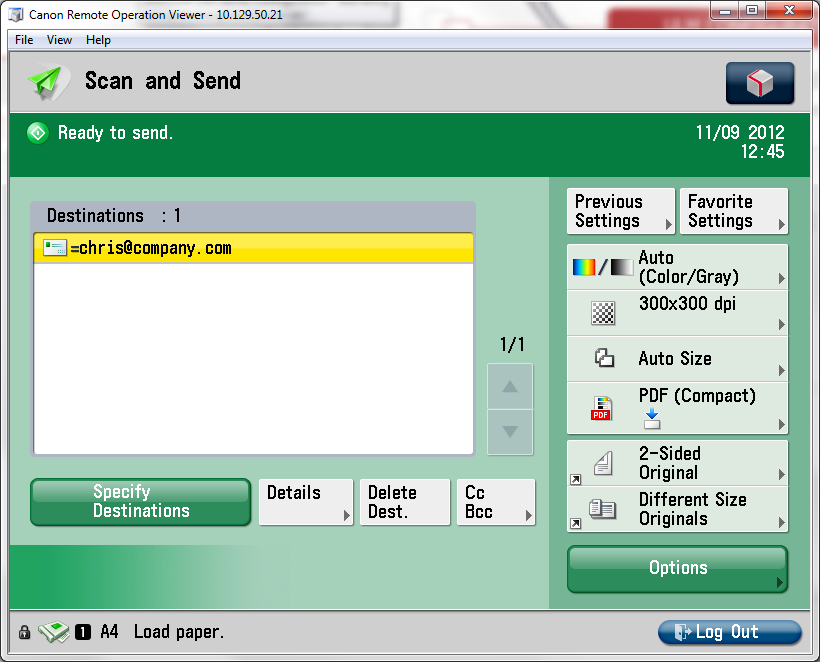 Canon Remote Operation Viewer - 10.129.50.21
File View Help
Scan and Send
Ready to send.
11/09 2012
12:45
Destinations : 1
=chris@company.com
1/1
Specify
Destinations
Details
Delete
Dest.
Cc
Bcc
Previous
Settings
Favorite
Settings
Auto
(Color/Gray)
300x300 dpi
Auto Size
PDF (Compact)
PDF
2-Sided
Original
Different Size
Originals
Options
1 A4 Load paper.
Log Out